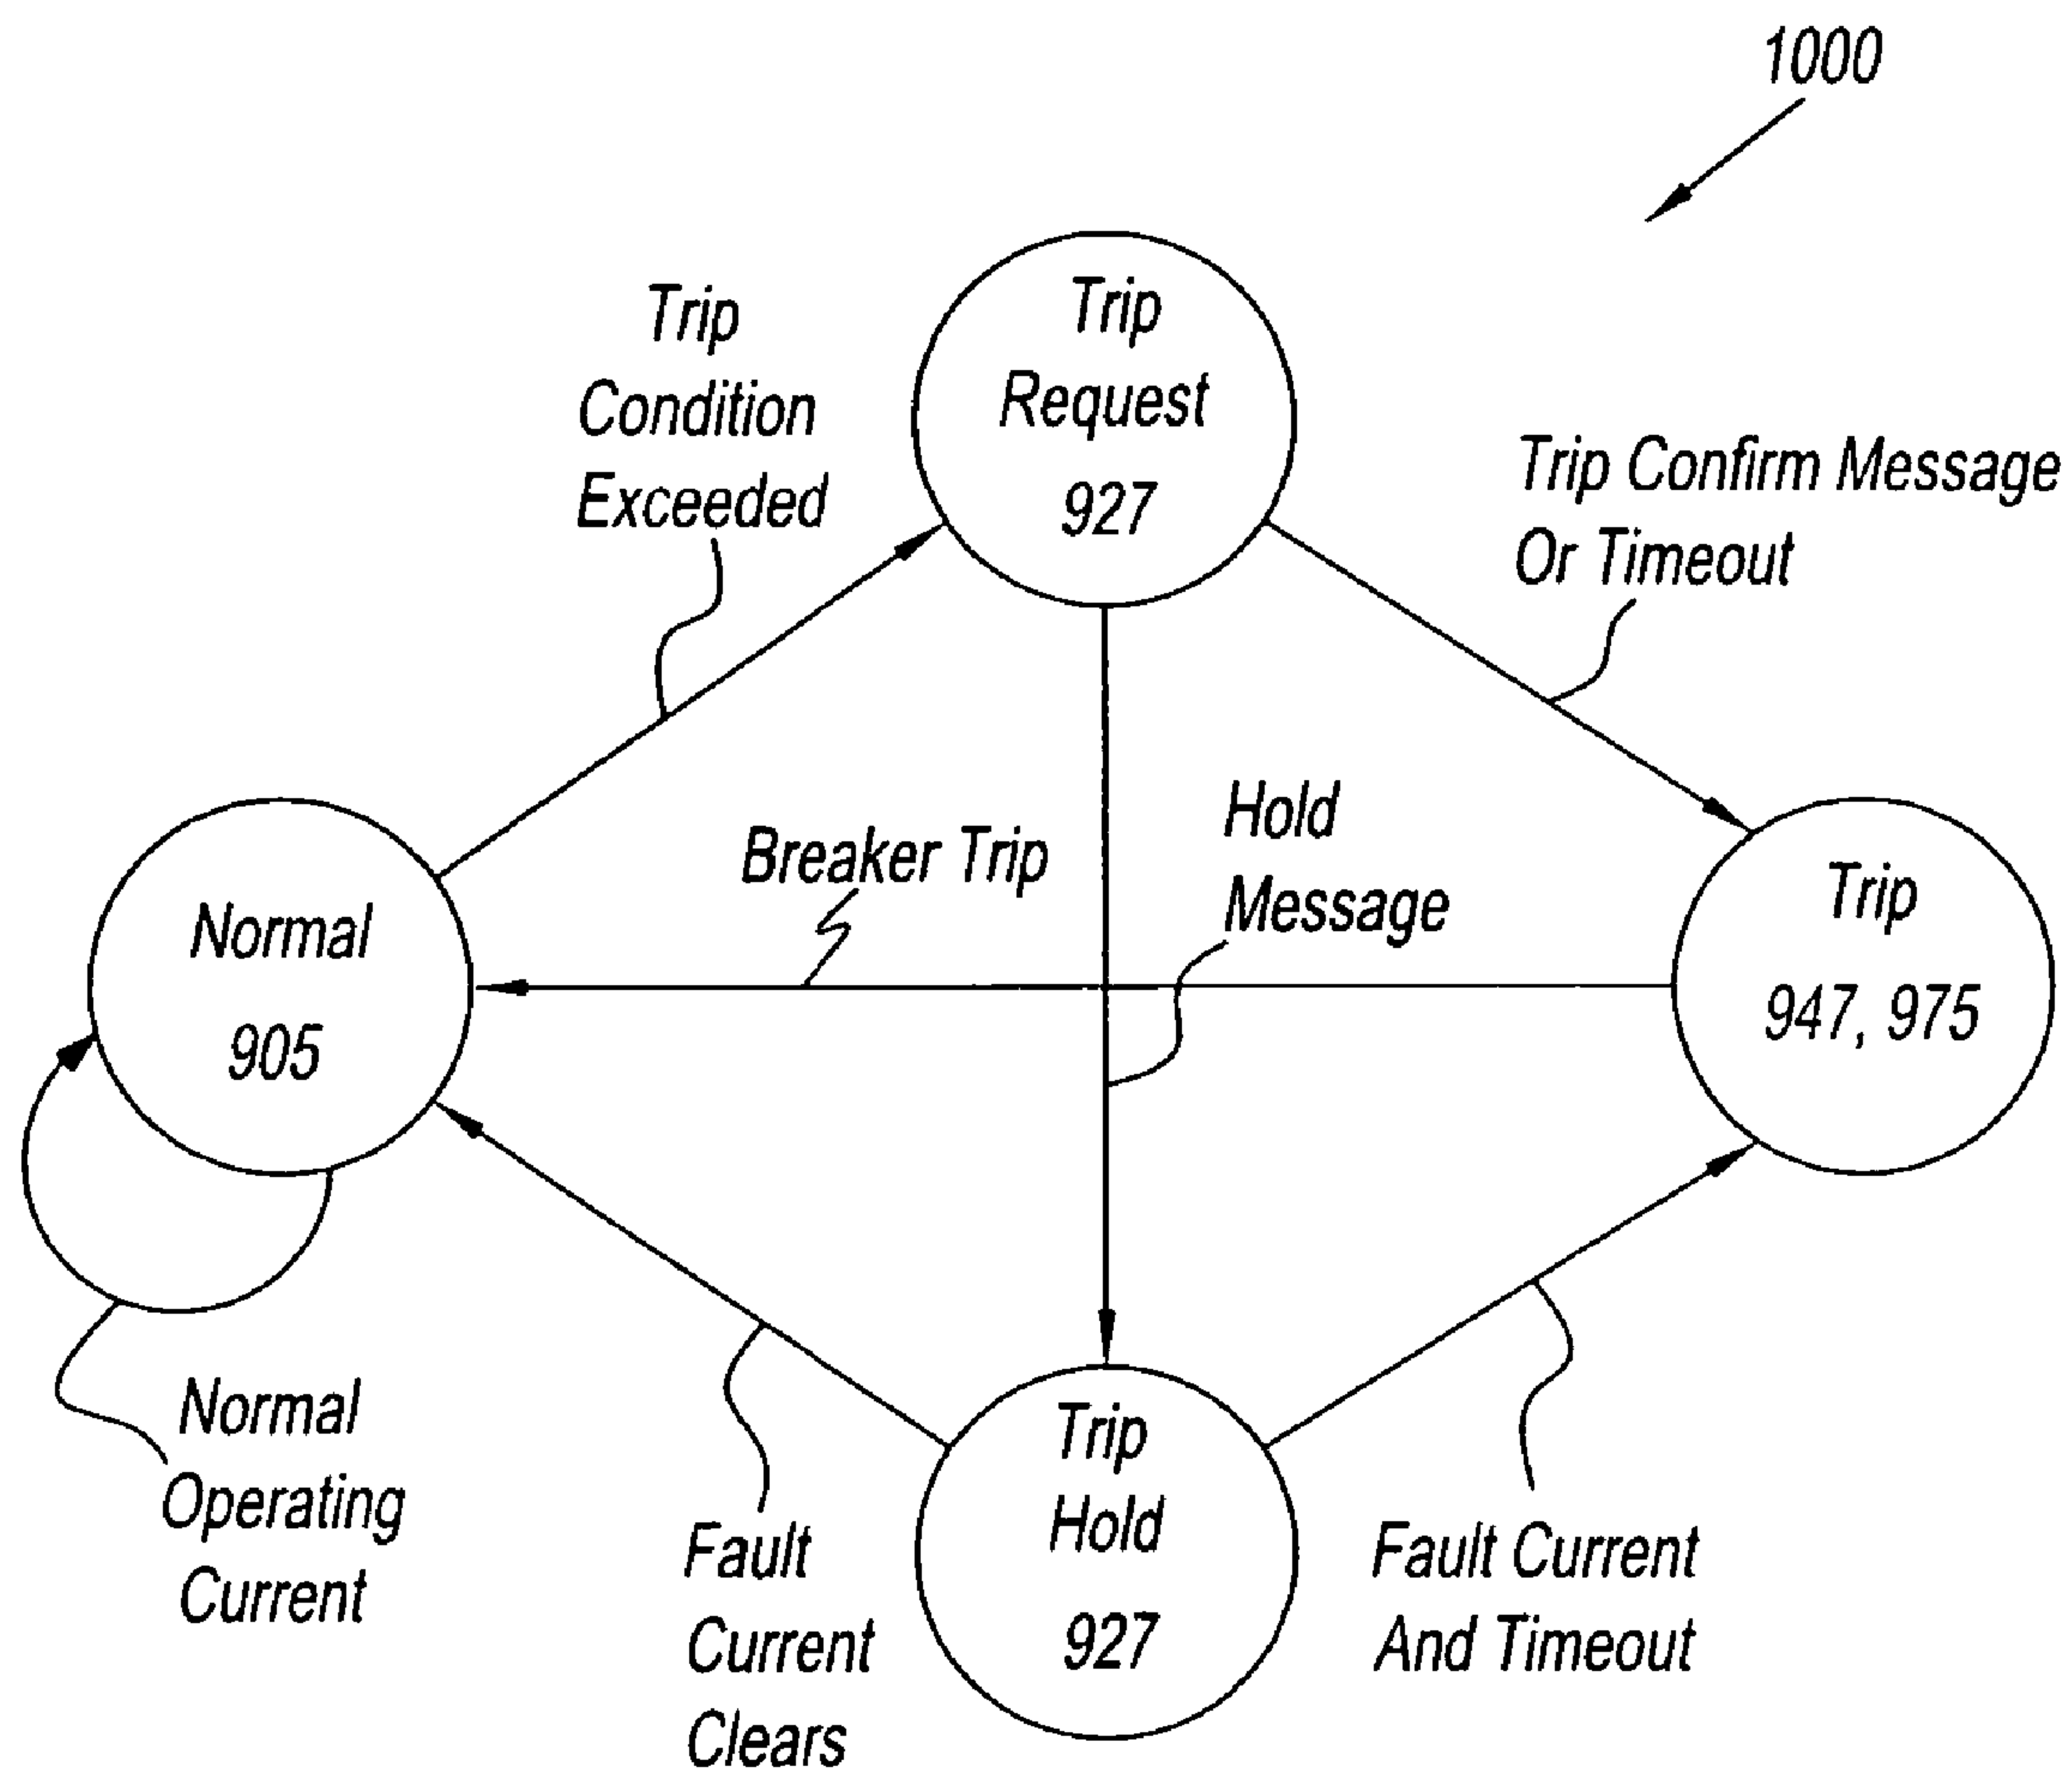 1000
Trip
Request
927
Trip
Condition
Exceeded
Trip Confirm Message
Or Timeout
Hold
Message
Breaker Trip
Normal
905
Trip
947, 975
Normal
Operating
Current
Fault
Current
Clears
Trip
Hold
927
Fault Current
And Timeout